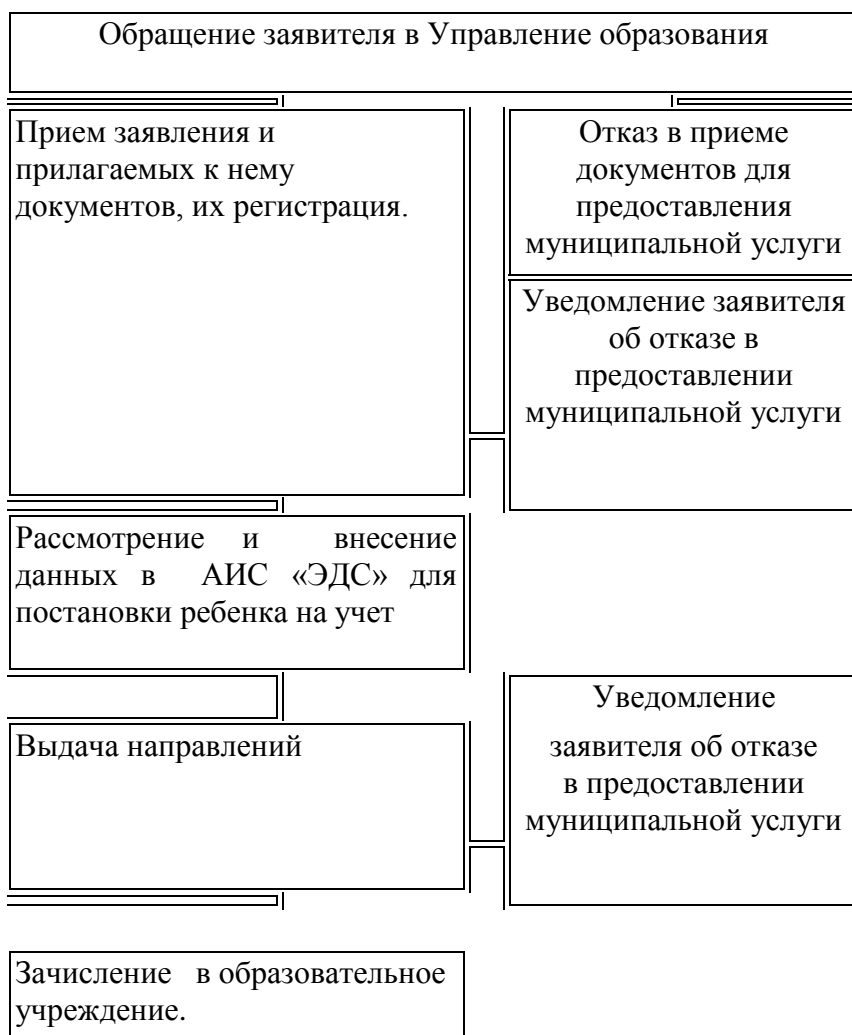 Обращение заявителя в Управление образования
Прием заявления и
прилагаемых к нему
документов, их регистрация.
Отказ в приеме
документов для
предоставления
муниципальной услуги
Уведомление заявителя
об отказе в
предоставлении
муниципальной услуги
Рассмотрение и внесение
данных в АИС «ЭДС» для
постановки ребенка на учет
Выдача направлений
Уведомление
заявителя об отказе
в предоставлении
муниципальной услуги
Зачисление в образовательное
учреждение.